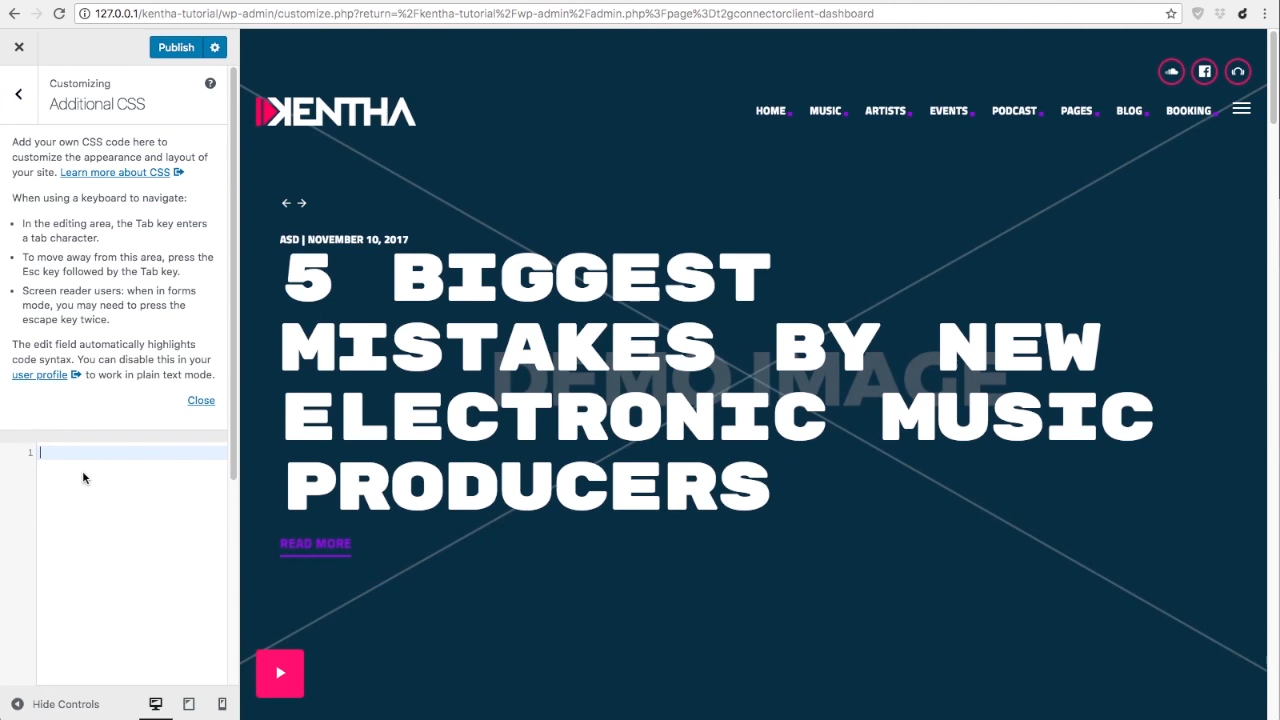 127.0.0.1/kentha-tutorial/wp-admin/customize.php?return=%2Fkentha-tutorial%2Fwp-admin%2Fadmin.php%3Fpage%3Dt2gconnectorclient-dashboard
Publish
Customizing
Additional CSS
Add your own CSS code here to
customize the appearance and layout of
your site. Learn more about CSS
When using a keyboard to navigate:
• In the editing area, the Tab key enters
a tab character.
• To move away from this area, press the
Esc key followed by the Tab key.
• Screen reader users: when in forms
mode, you may need to press the
escape key twice.
The edit field automatically highlights
code syntax. You can disable this in your
user profile to work in plain text mode.
Close
1
Hide Controls
KENTHA
HOME MUSIC ARTISTS EVENTS PODCAST PAGES BLOG BOOKING
ASD | NOVEMBER 10, 2017
5 BIGGEST
MISTAKES BY NEW
ELECTRONIC MUSIC
PRODUCERS
DEMO IMAGE
READ MORE